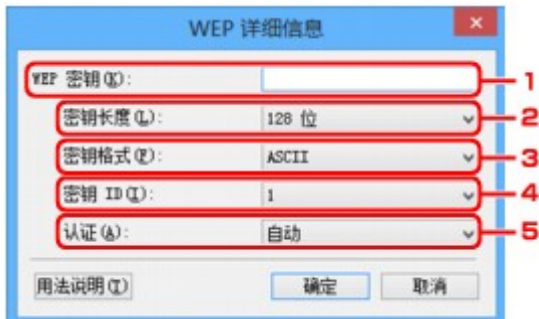 WEP 详细信息
WEP 密钥(K): 1
密钥长度(L): 128 位 2
密钥格式(F): ASCII 3
密钥 ID(I): 1 4
认证(A): 自动 5
用法说明(T) 确定 取消